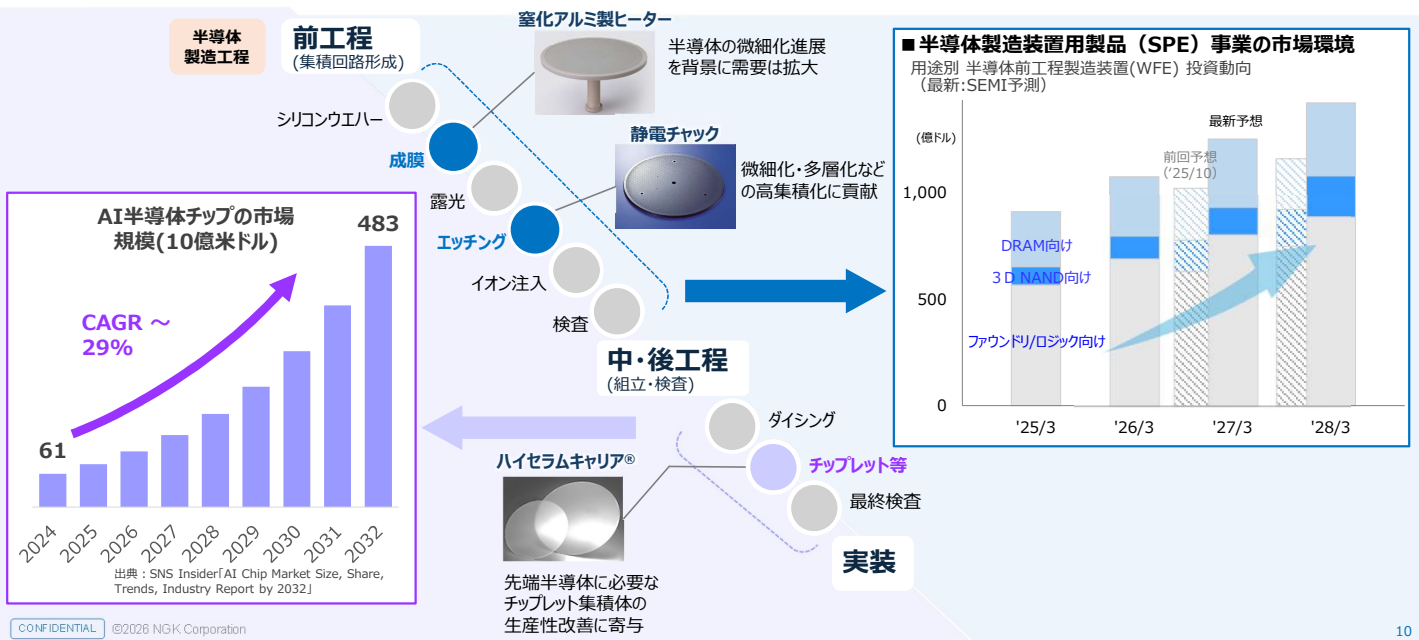 半導体
製造工程
前工程
(集積回路形成)
シリコンウエハー
成膜
露光
エッチング
イオン注入
検査
窒化アルミ製ヒーター
半導体の微細化進展
を背景に需要は拡大
静電チャック
微細化・多層化など
の高集積化に貢献
■半導体製造装置用製品（SPE）事業の市場環境
用途別 半導体前工程製造装置(WFE) 投資動向
（最新:SEMI予測）
(億ドル)
最新予想
前回予想
('25/10)
1,000
500
0
DRAM向け
３D NAND向け
ファウンドリ/ロジック向け
'25/3
'26/3
'27/3
'28/3
AI半導体チップの市場
規模(10億米ドル)
483
CAGR ～
29%
61
2024
2025
2026
2027
2028
2029
2030
2031
2032
出典：SNS Insider「AI Chip Market Size, Share,
Trends, Industry Report by 2032」
中・後工程
(組立・検査)
ダイシング
チップレット等
最終検査
実装
ハイセラムキャリア®
先端半導体に必要な
チップレット集積体の
生産性改善に寄与
CONFIDENTIAL ©2026 NGK Corporation
10